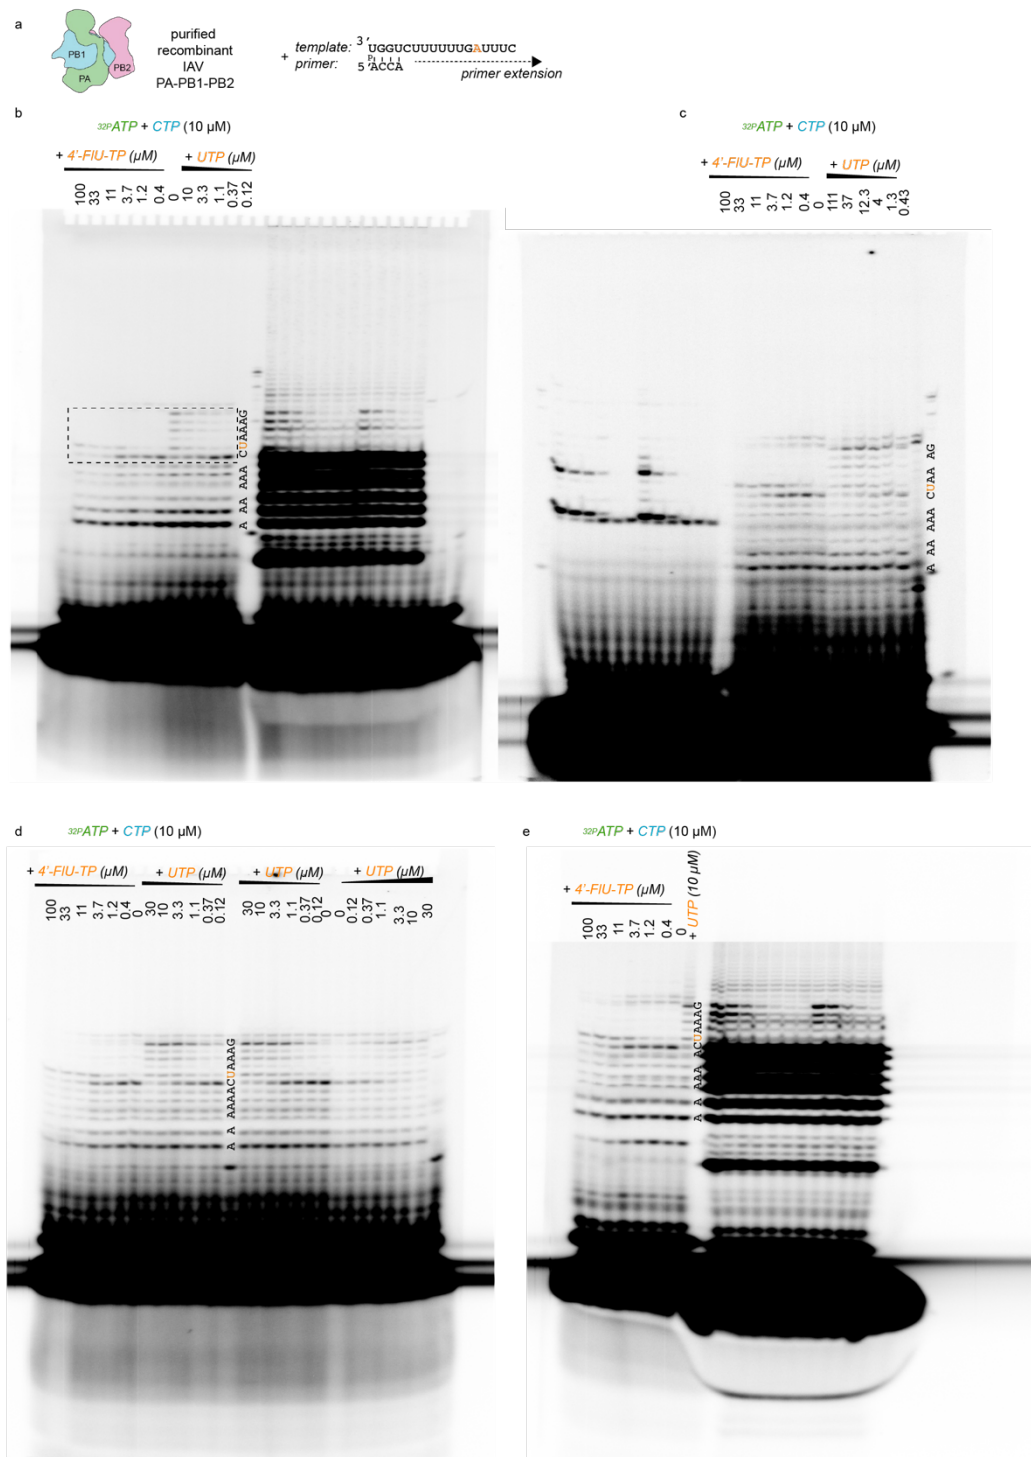 a
PB1
PA
PB2
purified
recombinant
IAV
PA-PB1-PB2
+
template:
3´
UGGUCUUUUUUGAUUUC
primer:
5´
P
ACCA
primer extension
b
32PATP + CTP (10 µM)
+ 4'-FlU-TP (µM)
+ UTP (µM)
100
33
11
3.7
1.2
0.4
0
10
3.3
1.1
0.37
0.12
A AA AAA CUAAAG
c
32PATP + CTP (10 µM)
+ 4'-FlU-TP (µM)
+ UTP (µM)
100
33
11
3.7
1.2
0.4
0
111
37
12.3
4
1.3
0.43
A AA AAA CUAA AG
d
32PATP + CTP (10 µM)
+ 4'-FlU-TP (µM)
+ UTP (µM)
+ UTP (µM)
+ UTP (µM)
100
33
11
3.7
1.2
0.4
0
30
10
3.3
1.1
0.37
0.12
30
10
3.3
1.1
0.37
0.12
0
0
0.12
0.37
1.1
3.3
10
30
A A AAAACUAAAG
e
32PATP + CTP (10 µM)
+ 4'-FlU-TP (µM)
100
33
11
3.7
1.2
0.4
0
+ UTP (10 µM)
A AA AAA ACUAAAG